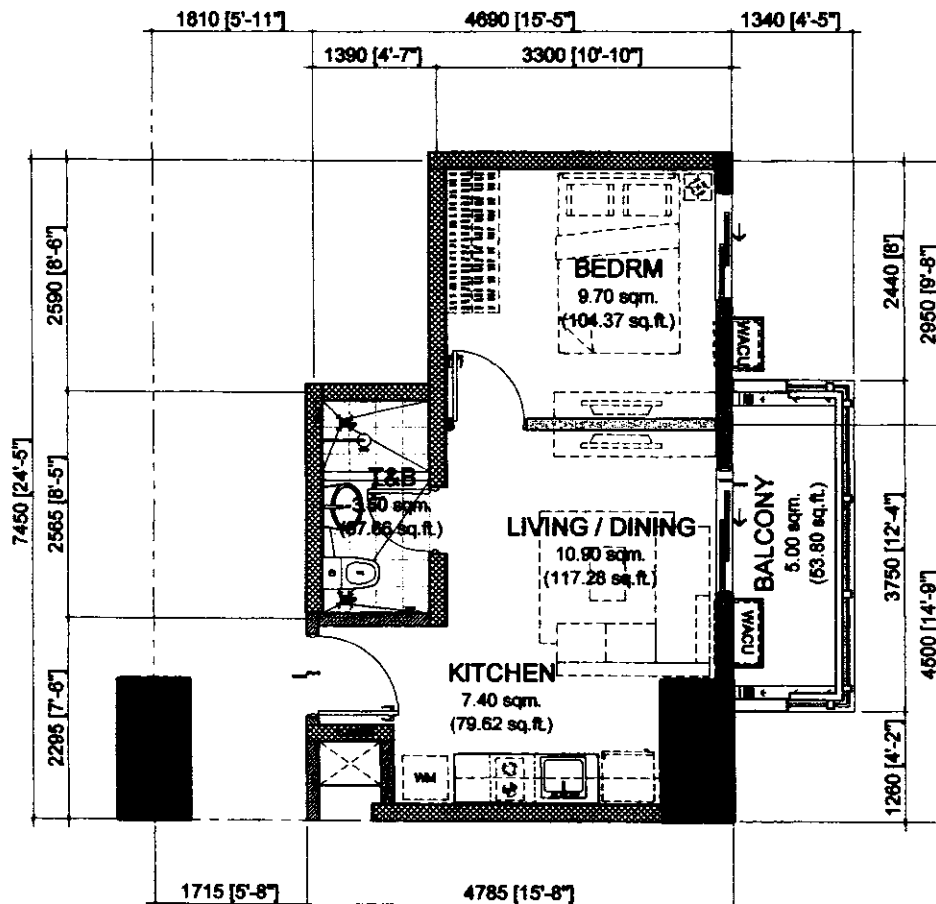 1810 [5'-11"]
4690 [15'-5"]
1340 [4'-5"]
1390 [4'-7"]
3300 [10'-10"]
7450 [24'-5"]
2590 [8'-6"]
2565 [8'-5"]
2295 [7'-6"]
BEDRM
9.70 sqm.
(104.37 sq.ft.)
WACU
2440 [8']
2950 [9'-8"]
T&B
(67.66 sq.ft.)
LIVING / DINING
10.90 sqm.
(117.28 sq.ft.)
BALCONY
5.00 sqm.
(53.80 sq.ft.)
WACU
3750 [12'-4"]
4500 [14'-9"]
KITCHEN
7.40 sqm.
(79.62 sq.ft.)
WM
1260 [4'-2"]
1715 [5'-8"]
4785 [15'-8"]